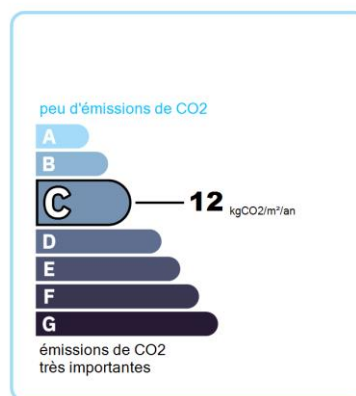 peu d'émissions de CO2
A
B
C 12 kgCO2/m²/an
D
E
F
G
émissions de CO2
très importantes